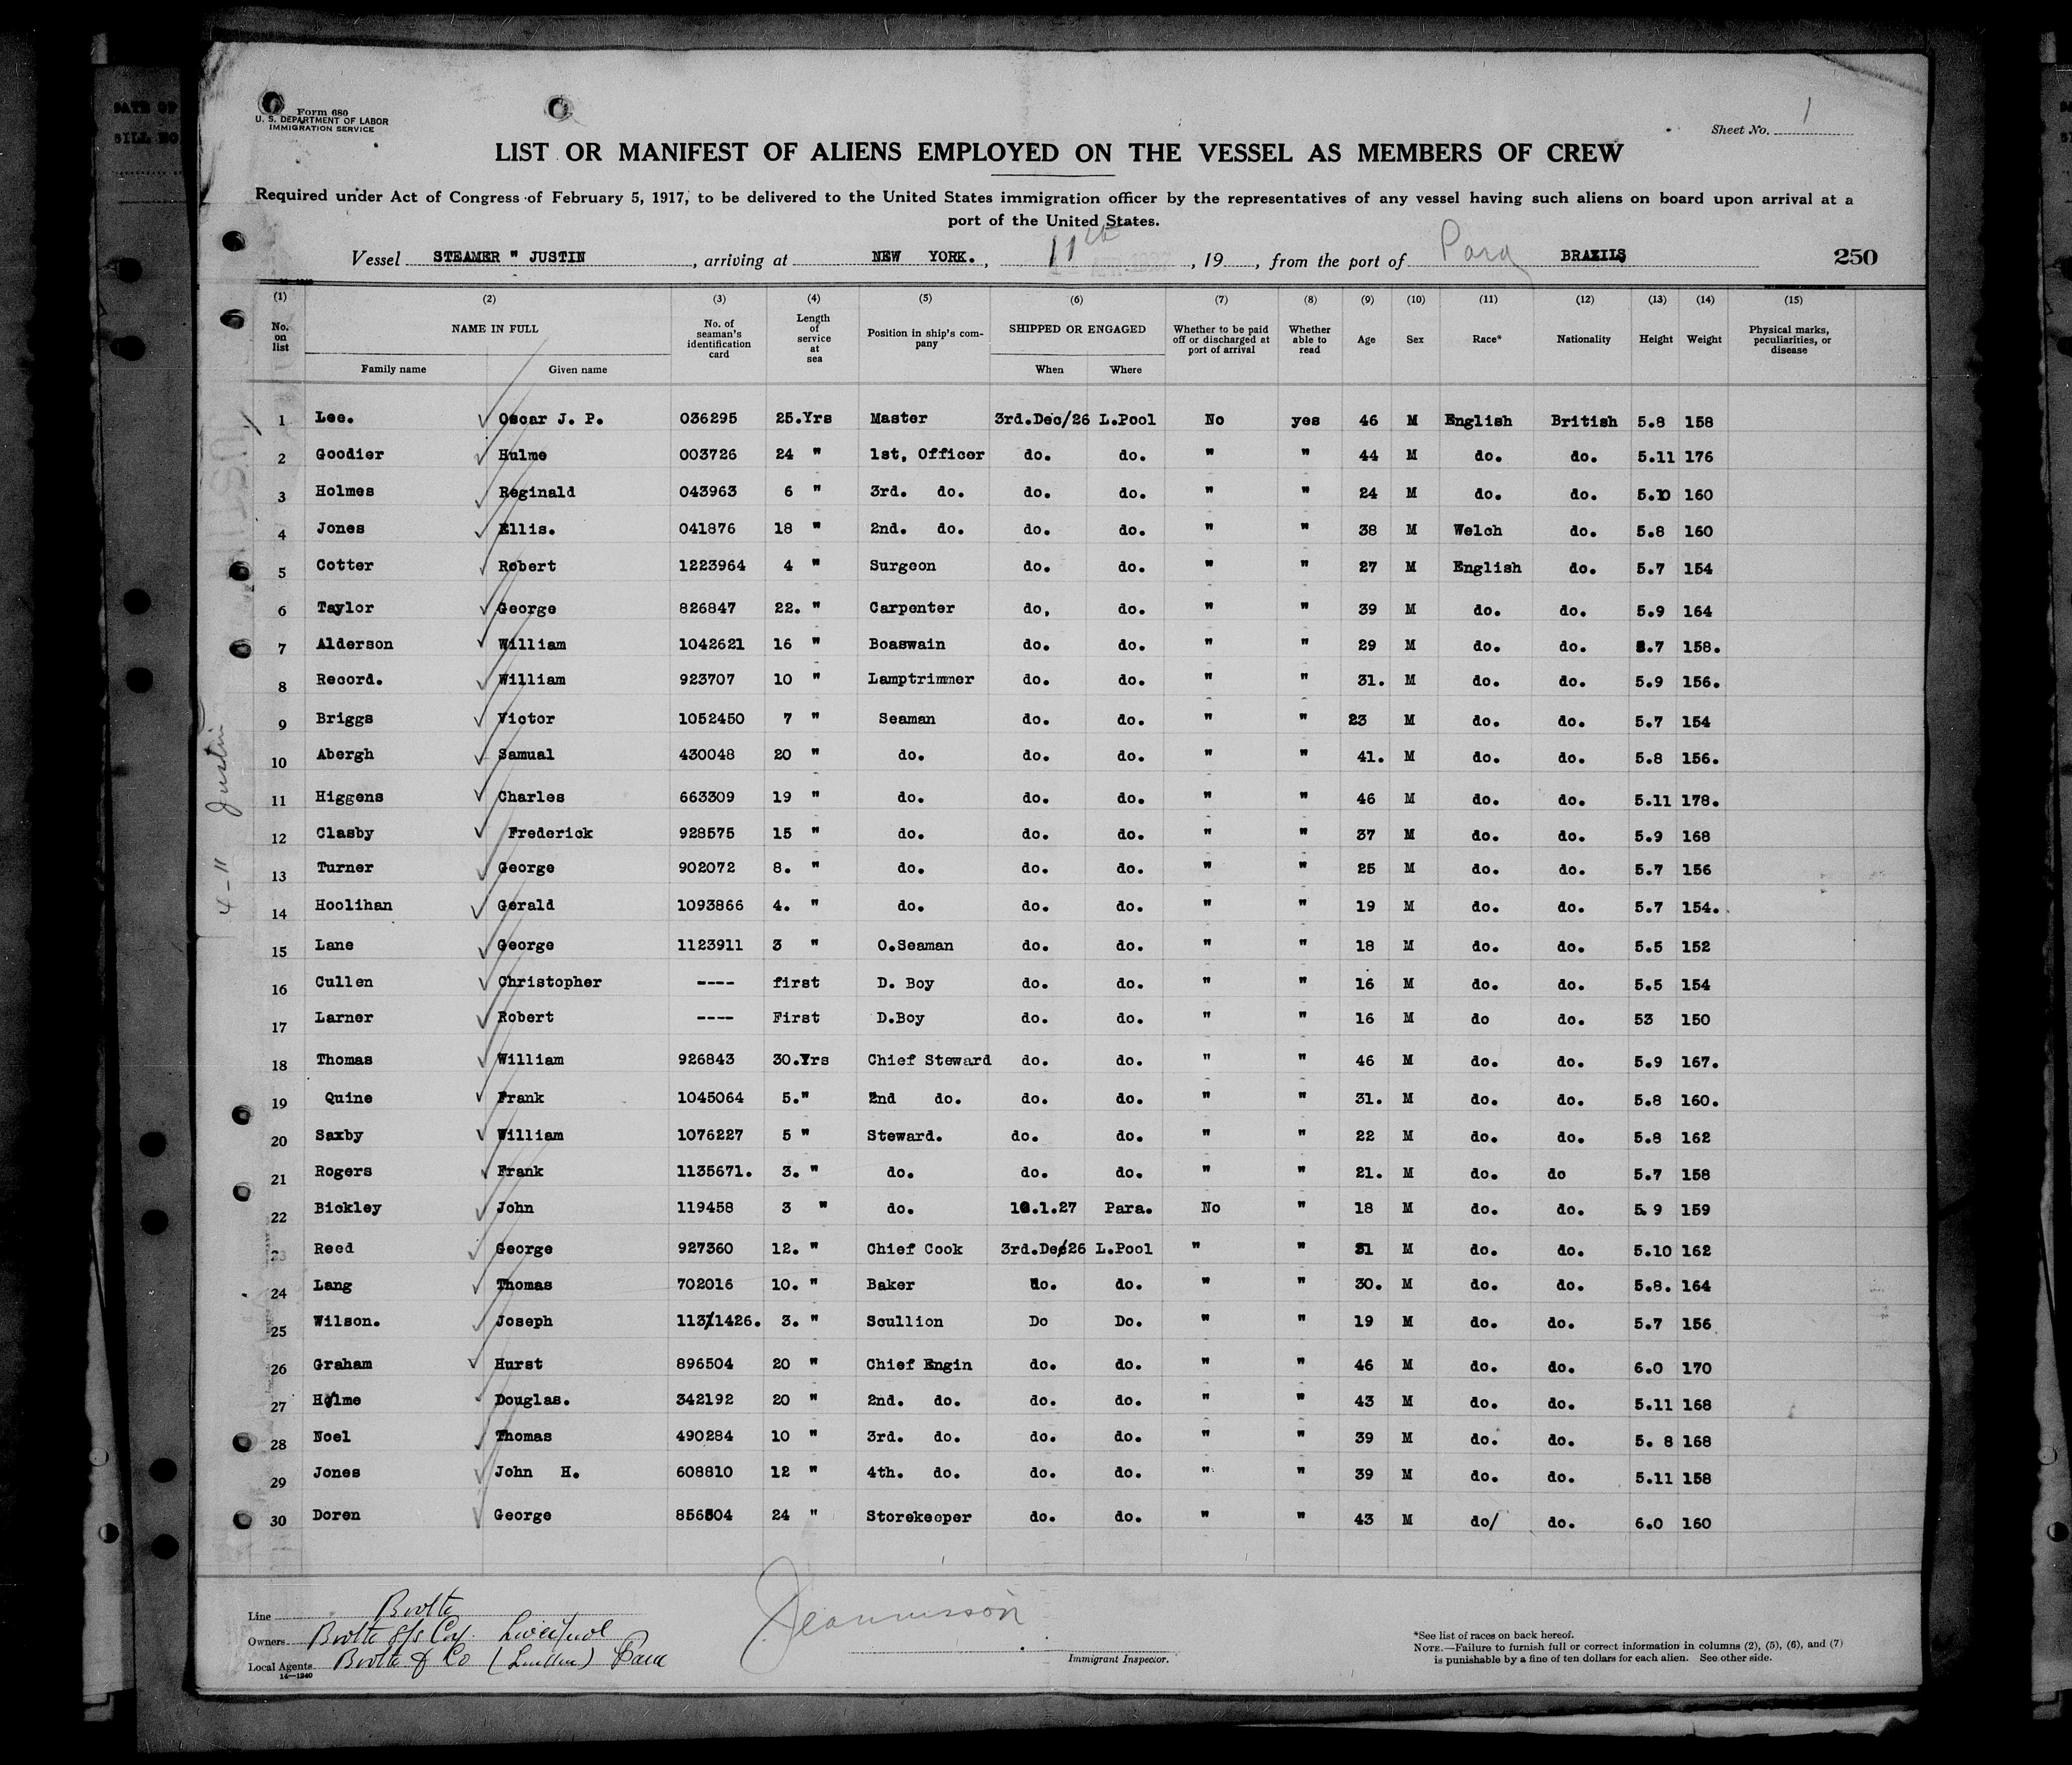 Form 680
U. S. DEPARTMENT OF LABOR
IMMIGRATION SERVICE
Sheet No. 1
LIST OR MANIFEST OF ALIENS EMPLOYED ON THE VESSEL AS MEMBERS OF CREW
Required under Act of Congress of February 5, 1917, to be delivered to the United States immigration officer by the representatives of any vessel having such aliens on board upon arrival at a
port of the United States.
Vessel STEAMER " JUSTIN , arriving at NEW YORK. , 11th , 19 , from the port of Para BRAZILS 250
(1) (2) (3) (4) (5) (6) (7) (8) (9) (10) (11) (12) (13) (14) (15)
No. on list NAME IN FULL Family name Given name No. of seaman's identification card Length of service at sea Position in ship's company SHIPPED OR ENGAGED When Where Whether to be paid off or discharged at port of arrival Whether able to read Age Sex Race* Nationality Height Weight Physical marks, peculiarities, or disease
1 Lee. Oscar J. P. 036295 25.Yrs Master 3rd.Dec/26 L.Pool No yes 46 M English British 5.8 158
2 Goodier Hulme 003726 24 " 1st, Officer do. do. " " 44 M do. do. 5.11 176
3 Holmes Reginald 043963 6 " 3rd. do. do. do. " " 24 M do. do. 5.10 160
4 Jones Ellis. 041876 18 " 2nd. do. do. do. " " 38 M Welch do. 5.8 160
5 Cotter Robert 1223964 4 " Surgeon do. do. " " 27 M English do. 5.7 154
6 Taylor George 826847 22. " Carpenter do, do. " " 39 M do. do. 5.9 164
7 Alderson William 1042621 16 " Boaswain do. do. " " 29 M do. do. 5.7 158.
8 Record. William 923707 10 " Lamptrimmer do. do. " " 31. M do. do. 5.9 156.
9 Briggs Victor 1052450 7 " Seaman do. do. " " 23 M do. do. 5.7 154
10 Abergh Samual 430048 20 " do. do. do. " " 41. M do. do. 5.8 156.
11 Higgens Charles 663309 19 " do. do. do. " " 46 M do. do. 5.11 178.
12 Clasby Frederick 928575 15 " do. do. do. " " 37 M do. do. 5.9 168
13 Turner George 902072 8. " do. do. do. " " 25 M do. do. 5.7 156
14 Hoolihan Gerald 1093866 4. " do. do. do. " " 19 M do. do. 5.7 154.
15 Lane George 1123911 3 " O.Seaman do. do. " " 18 M do. do. 5.5 152
16 Cullen Christopher ---- first D. Boy do. do. " " 16 M do. do. 5.5 154
17 Larner Robert ---- First D.Boy do. do. " " 16 M do do. 53 150
18 Thomas William 926843 30.Yrs Chief Steward do. do. " " 46 M do. do. 5.9 167.
19 Quine Frank 1045064 5." 2nd do. do. do. " " 31. M do. do. 5.8 160.
20 Saxby William 1076227 5 " Steward. do. do. " " 22 M do. do. 5.8 162
21 Rogers Frank 1135671. 3. " do. do. do. " " 21. M do. do 5.7 158
22 Bickley John 119458 3 " do. .1.27 Para. No " 18 M do. do. 5.9 159
23 Reed George 927360 12. " Chief Cook 3rd.Dec26 L.Pool " " 31 M do. do. 5.10 162
24 Lang Thomas 702016 10. " Baker do. do. " " 30. M do. do. 5.8. 164
25 Wilson. Joseph 113/1426. 3. " Scullion Do Do. " " 19 M do. do. 5.7 156
26 Graham Hurst 896504 20 " Chief Engin do. do. " " 46 M do. do. 6.0 170
27 Holme Douglas. 342192 20 " 2nd. do. do. do. " " 43 M do. do. 5.11 168
28 Noel Thomas 490284 10 " 3rd. do. do. do. " " 39 M do. do. 5. 8 168
29 Jones John H. 608810 12 " 4th. do. do. do. " " 39 M do. do. 5.11 158
30 Doren George 856504 24 " Storekeeper do. do. " " 43 M do/ do. 6.0 160
4-11 Justin
Line Booth
Owners Booth S/s Coy. Liverpool
Local Agents Booth & Co (London) Para
14—1240
Immigrant Inspector.
*See list of races on back hereof.
NOTE.—Failure to furnish full or correct information in columns (2), (5), (6), and (7)
is punishable by a fine of ten dollars for each alien. See other side.